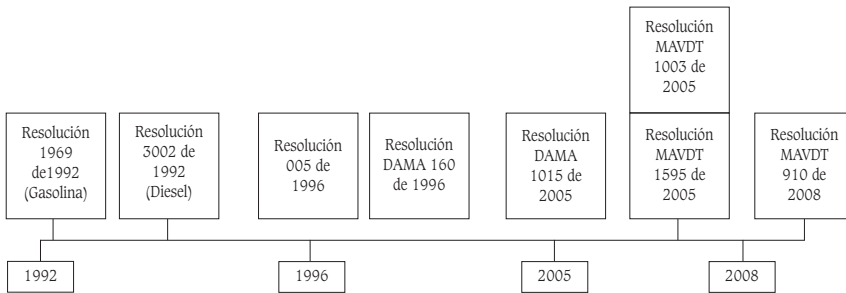 Resolución
MAVDT
1003 de
2005
Resolución
1969
de1992
(Gasolina)
Resolución
3002 de
1992
(Diesel)
Resolución
005 de
1996
Resolución
DAMA 160
de 1996
Resolución
DAMA
1015 de
2005
Resolución
MAVDT
1595 de
2005
Resolución
MAVDT
910 de
2008
1992
1996
2005
2008